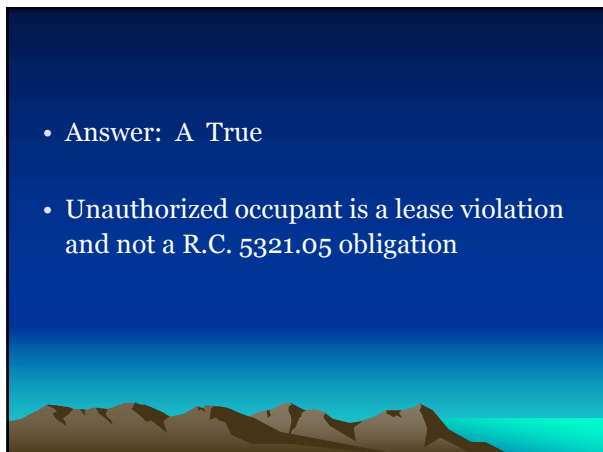 • Answer:  A  True
• Unauthorized occupant is a lease violation
and not a R.C. 5321.05 obligation